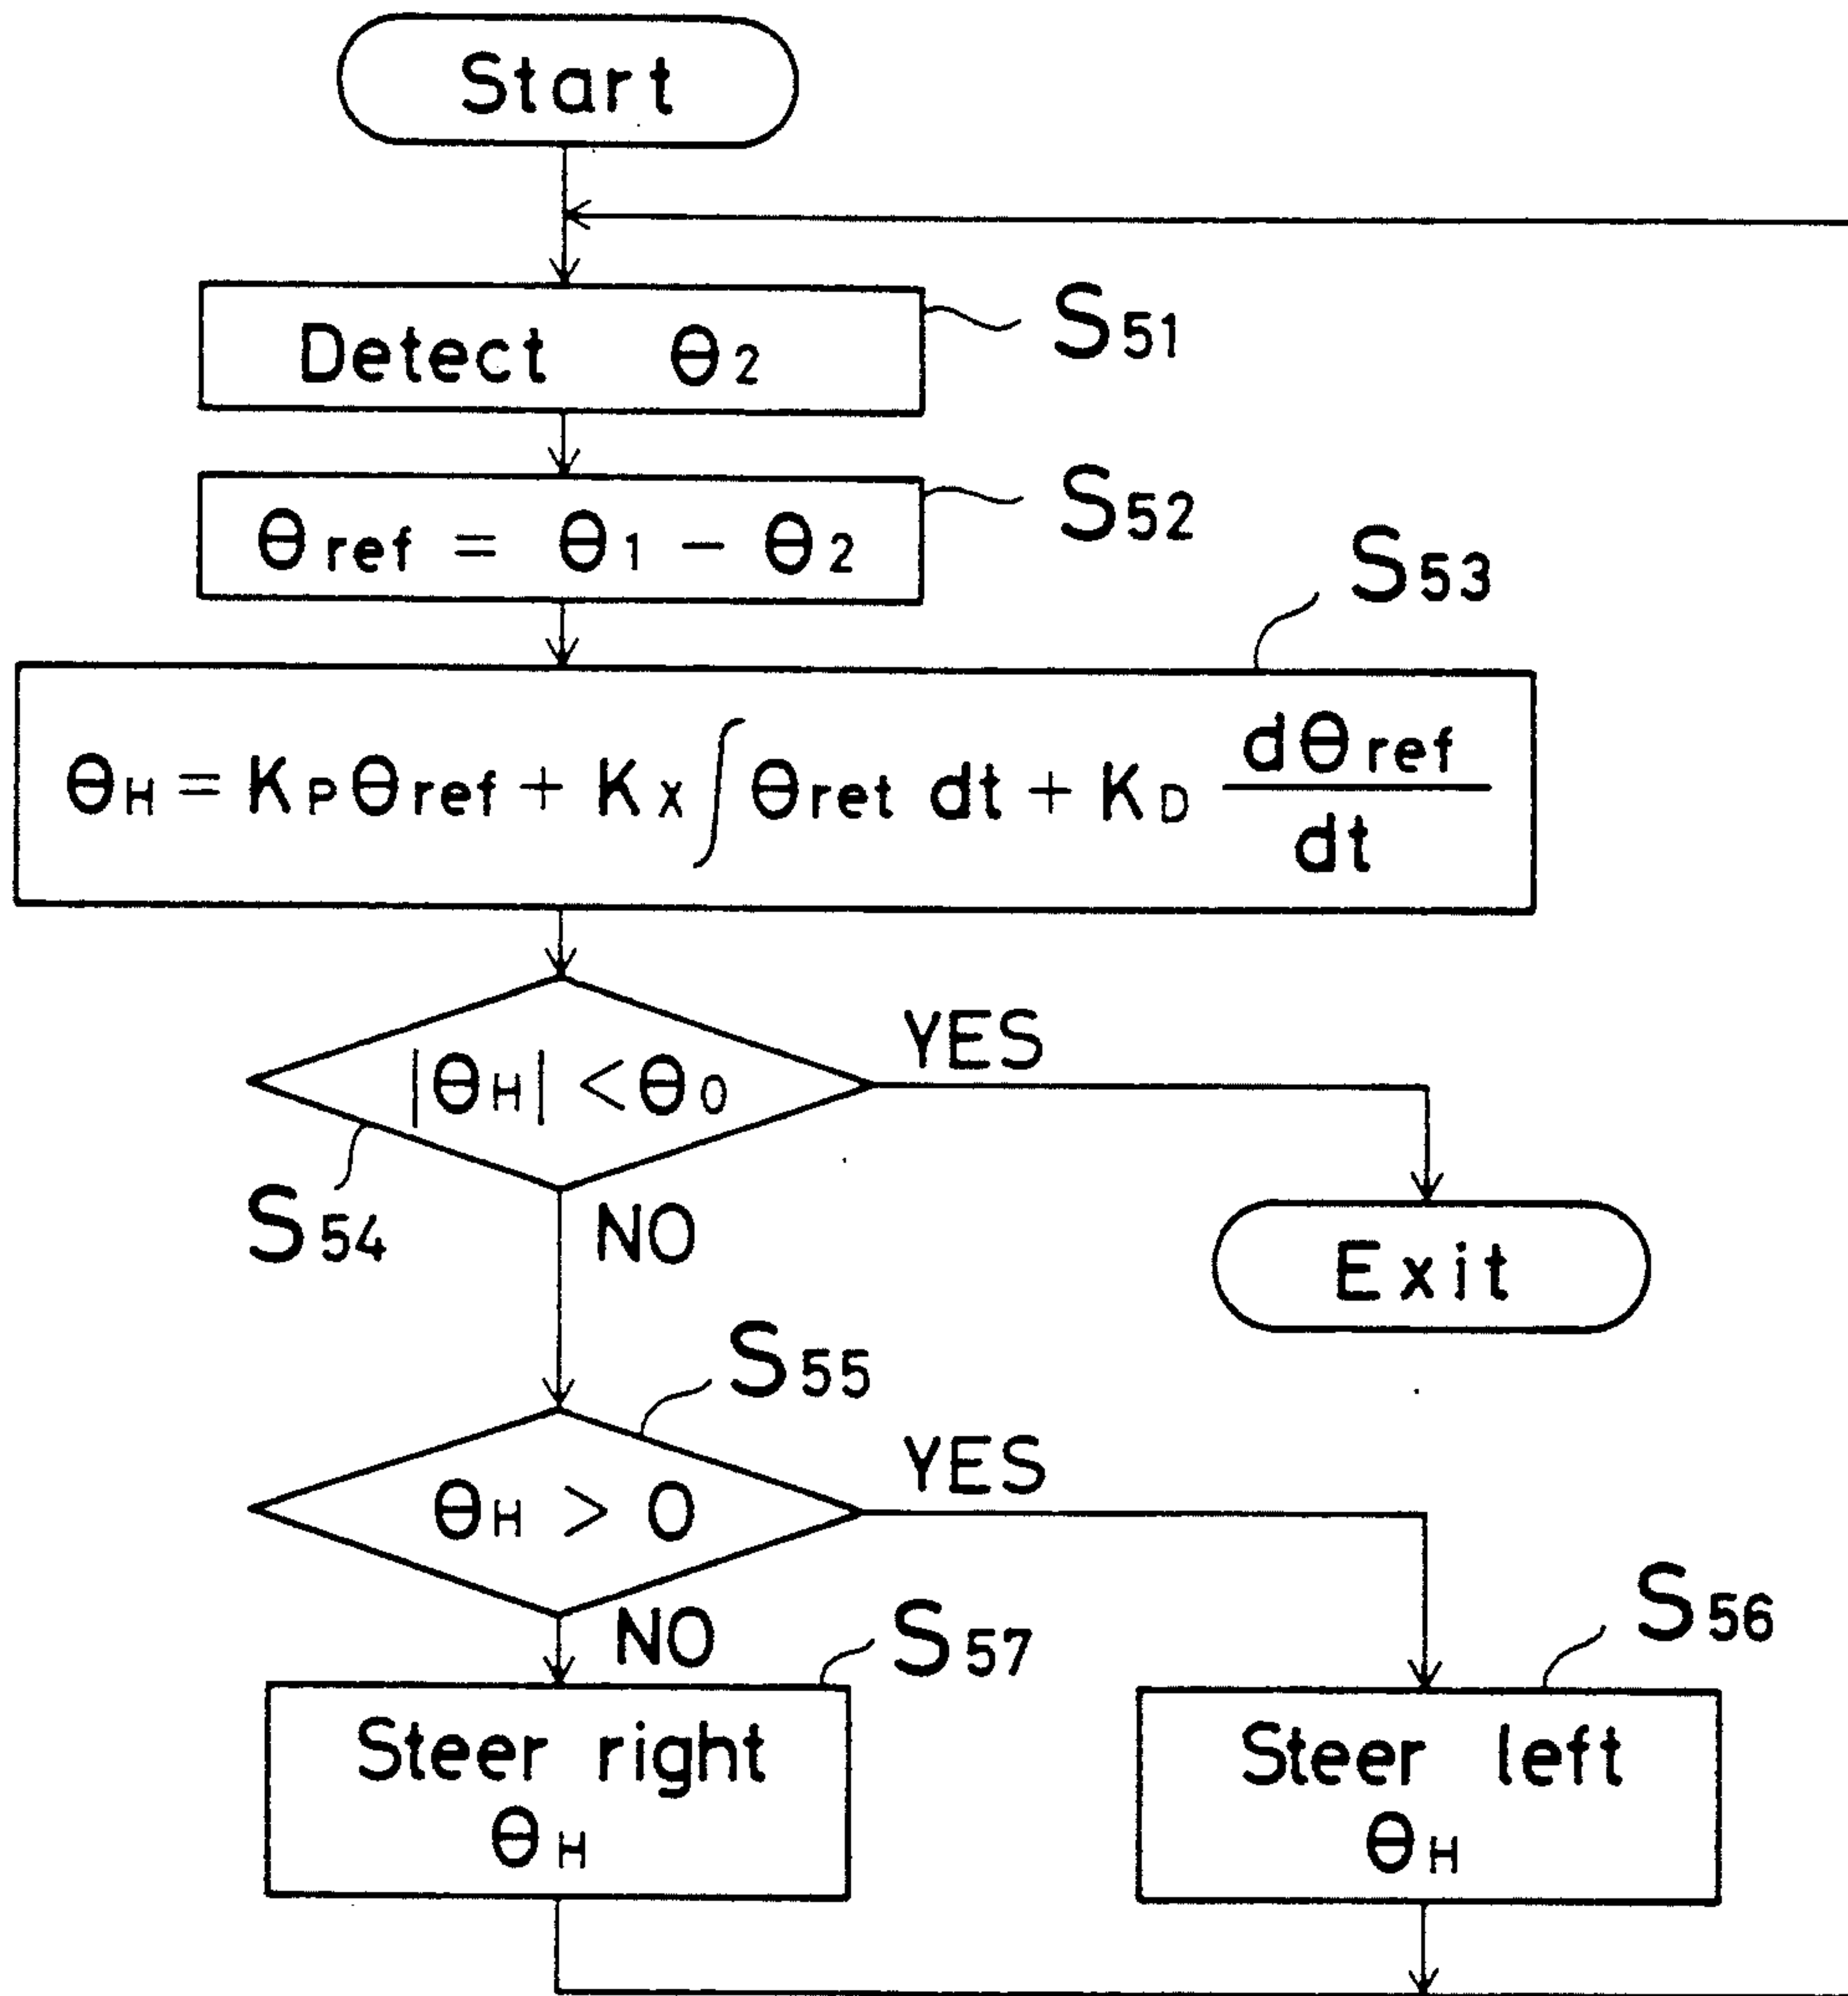 Start
Detect θ2
S51
θref = θ1 − θ2
S52
S53
θH = KPθref + KX∫θret dt + KD dθref/dt
|θH| < θ0
YES
S54
NO
Exit
S55
θH > 0
YES
NO
S57
S56
Steer right
θH
Steer left
θH